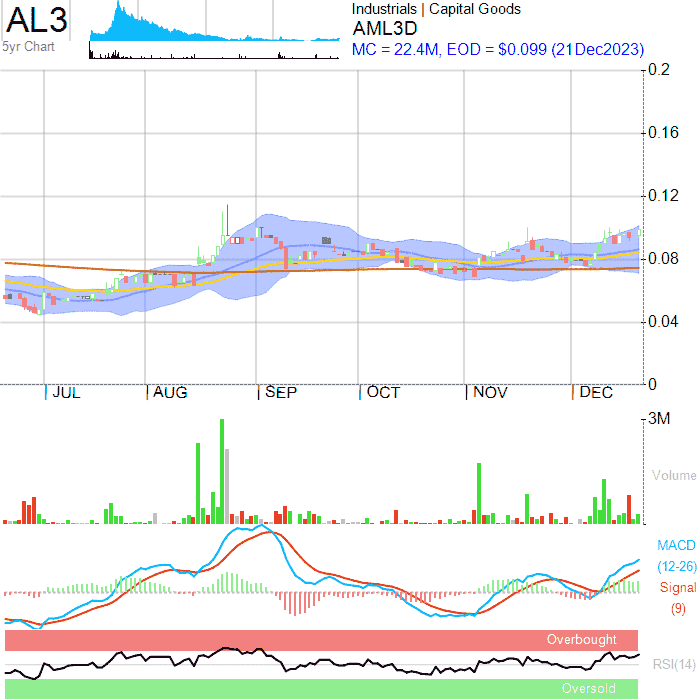 AL3
5yr Chart
Industrials | Capital Goods
AML3D
MC = 22.4M, EOD = $0.099 (21Dec2023)
0.2
0.16
0.12
0.08
0.04
0
JUL AUG SEP OCT NOV DEC
3M
Volume
MACD
(12-26)
Signal
(9)
Overbought
RSI(14)
Oversold